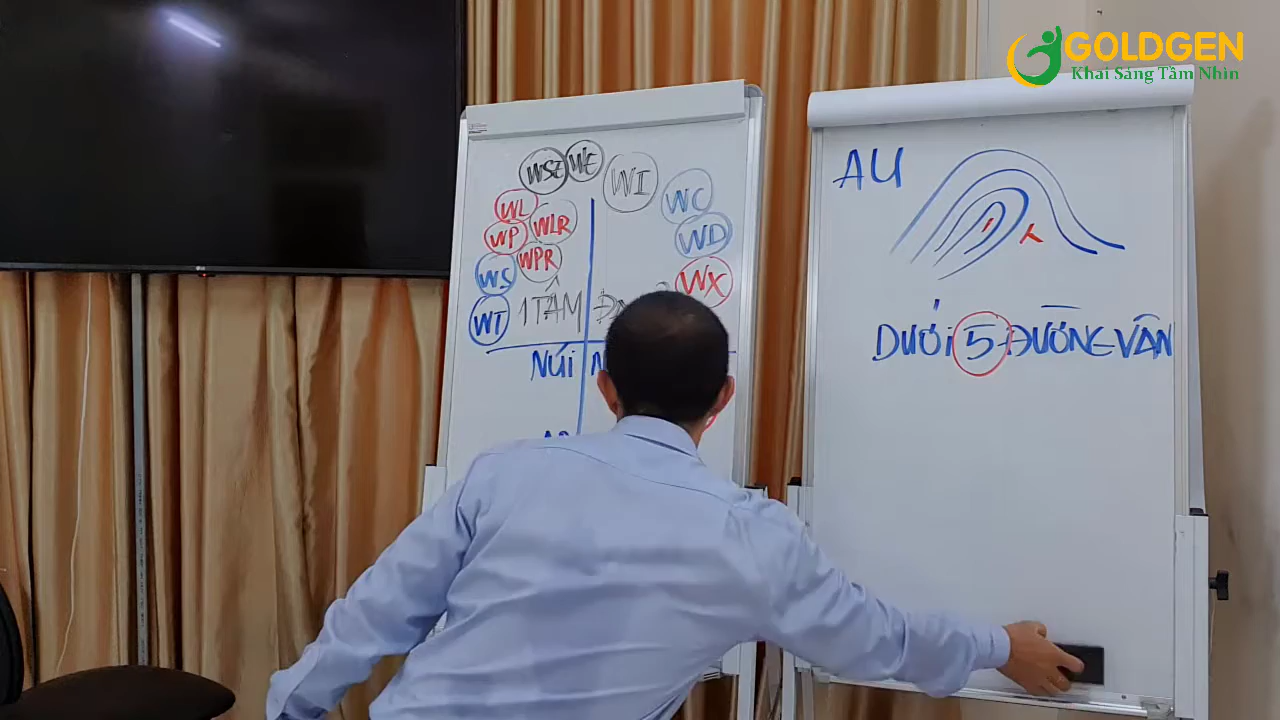 GOLDGEN
Khai Sáng Tầm Nhìn
WSE WE WI
WL WLR WC
WP WPR WD
WS WX
WT 1 TÂM
NÚI
AU
DƯỚI 5 ĐƯỜNG VÂN